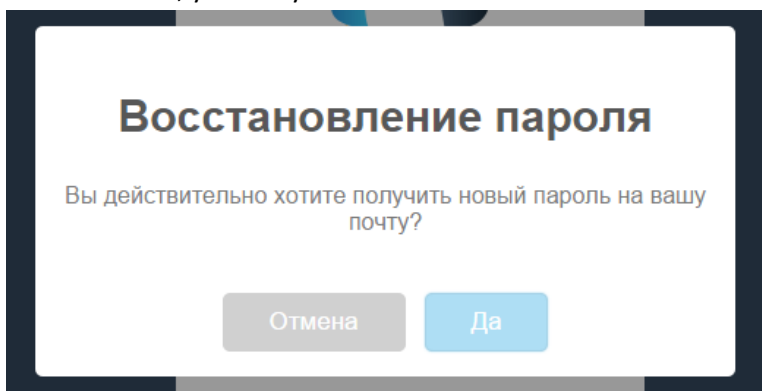 Восстановление пароля
Вы действительно хотите получить новый пароль на вашу
почту?
Отмена
Да